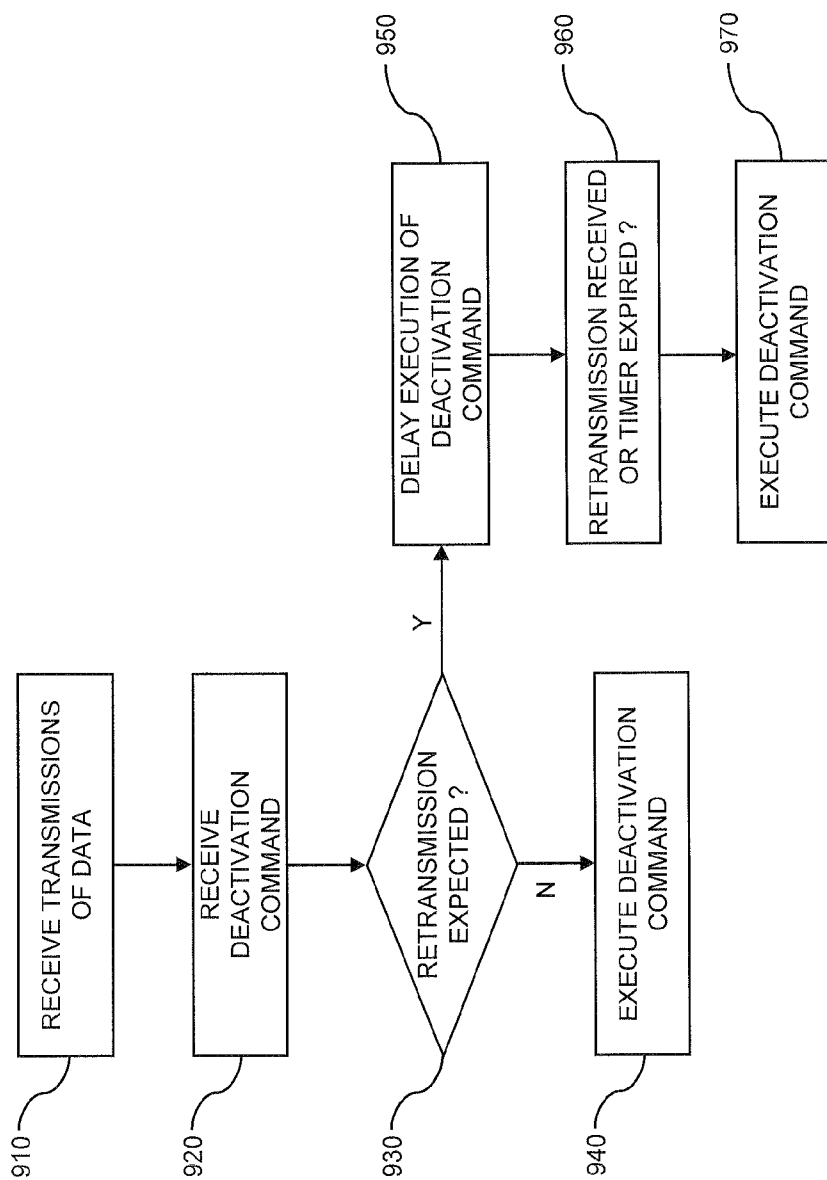 910
RECEIVE TRANSMISSIONS
OF DATA
920
RECEIVE
DEACTIVATION
COMMAND
930
RETRANSMISSION
EXPECTED ?
Y
N
940
EXECUTE DEACTIVATION
COMMAND
950
DELAY EXECUTION OF
DEACTIVATION
COMMAND
960
RETRANSMISSION RECEIVED
OR TIMER EXPIRED ?
970
EXECUTE DEACTIVATION
COMMAND